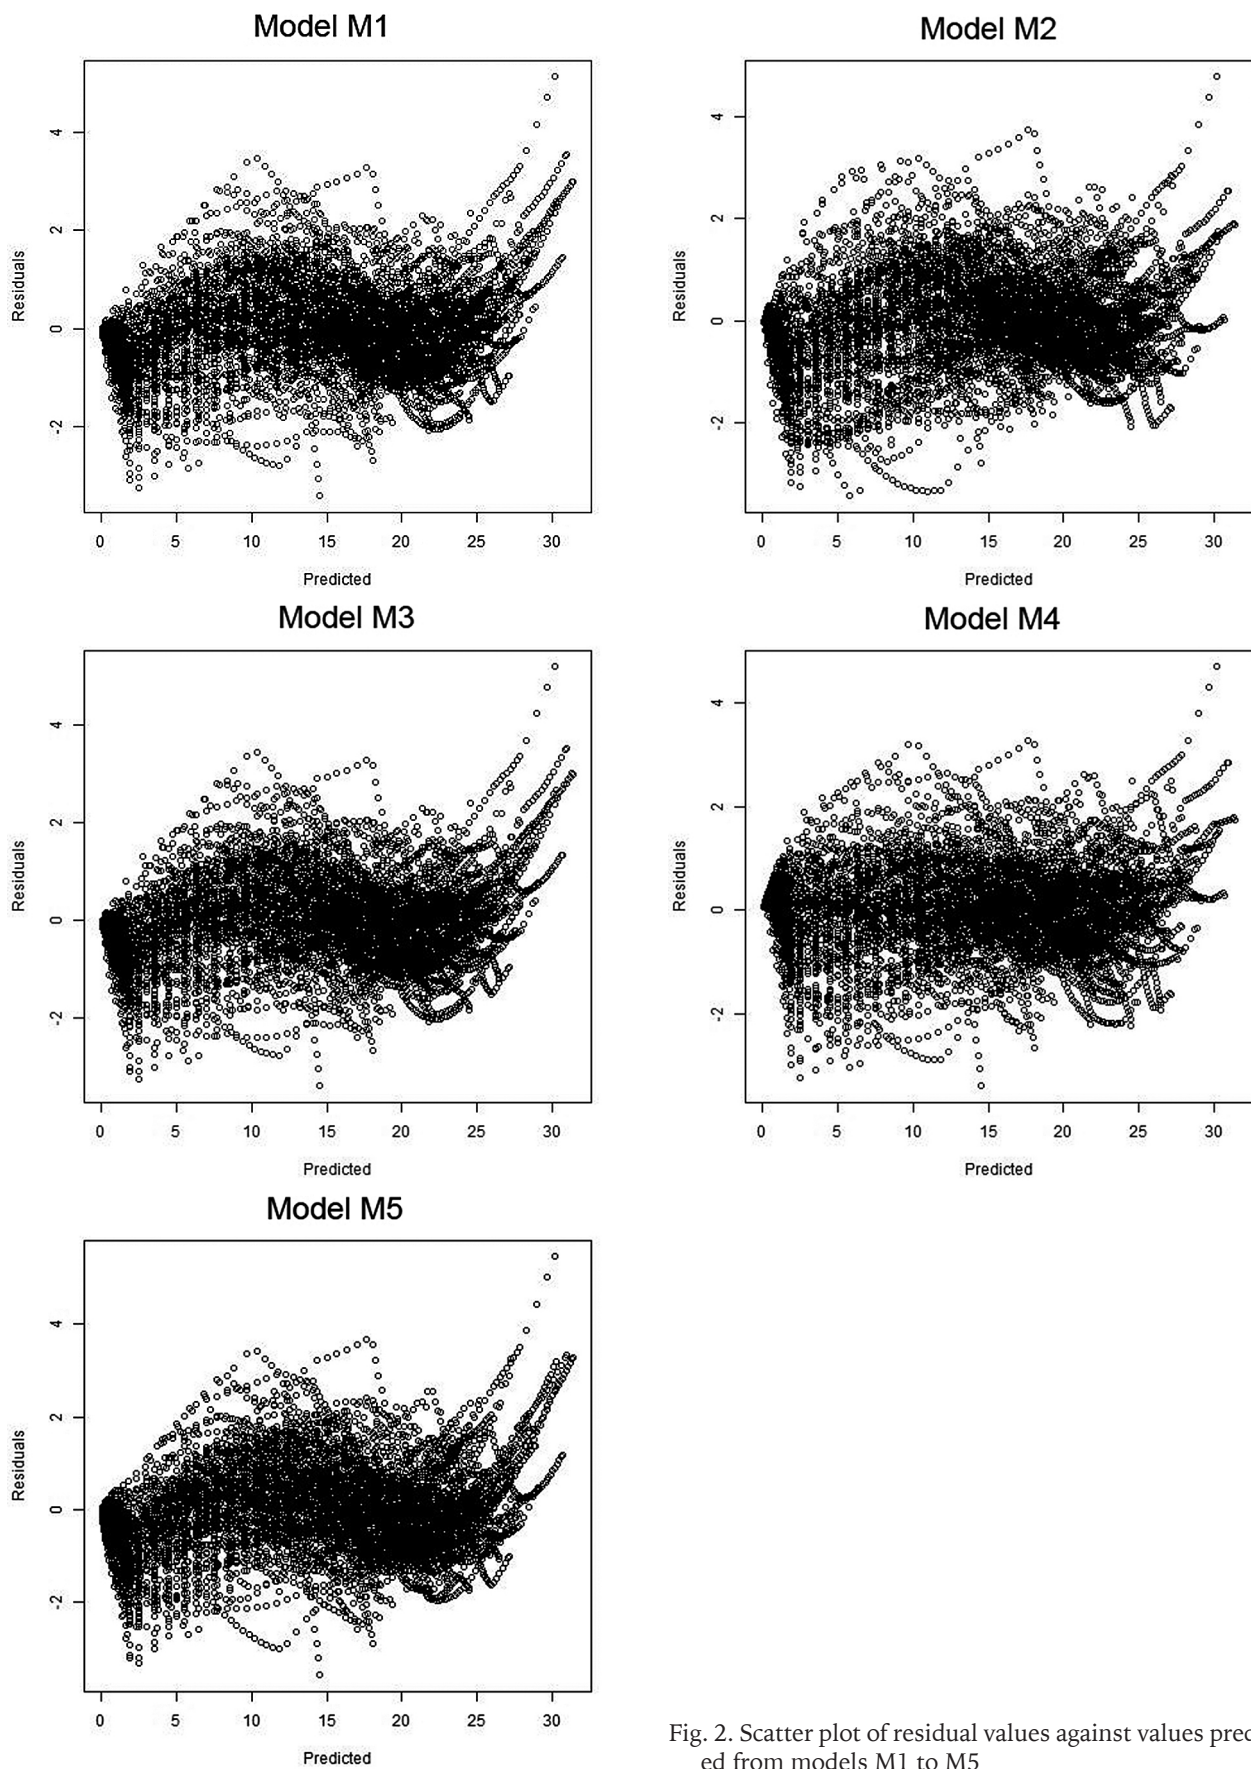 Model M1
Model M2
4
2
0
-2
Residuals
0 5 10 15 20 25 30
Predicted
4
2
0
-2
Residuals
0 5 10 15 20 25 30
Predicted
Model M3
Model M4
4
2
0
-2
Residuals
0 5 10 15 20 25 30
Predicted
4
2
0
-2
Residuals
0 5 10 15 20 25 30
Predicted
Model M5
4
2
0
-2
Residuals
0 5 10 15 20 25 30
Predicted
Fig. 2. Scatter plot of residual values against values pred
ed from models M1 to M5